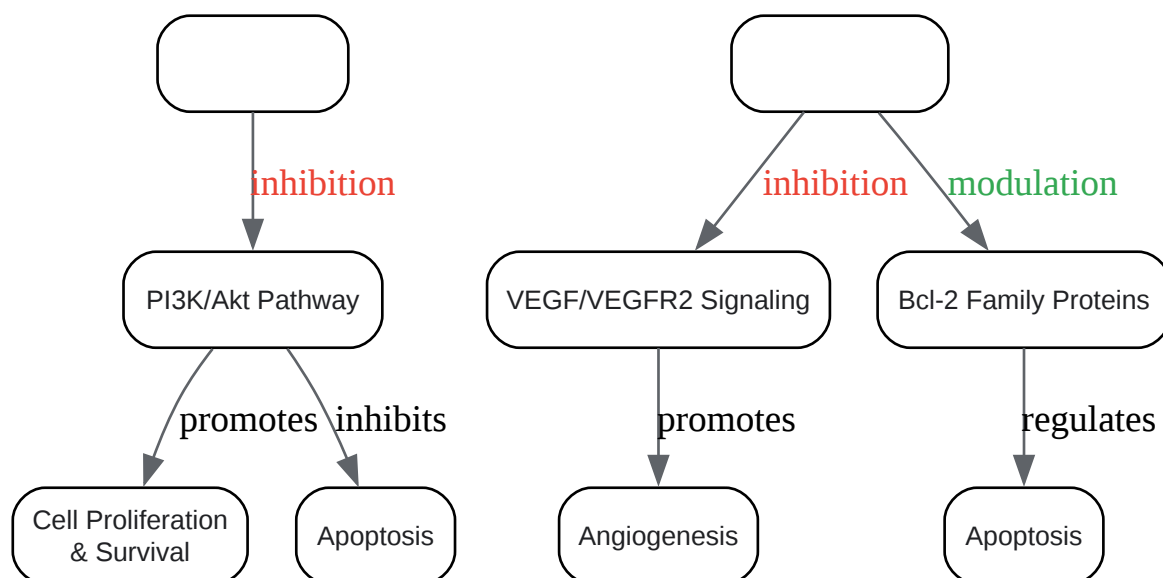 inhibition
inhibition
modulation
PI3K/Akt Pathway
VEGF/VEGFR2 Signaling
Bcl-2 Family Proteins
promotes
inhibits
promotes
regulates
Cell Proliferation
& Survival
Apoptosis
Angiogenesis
Apoptosis